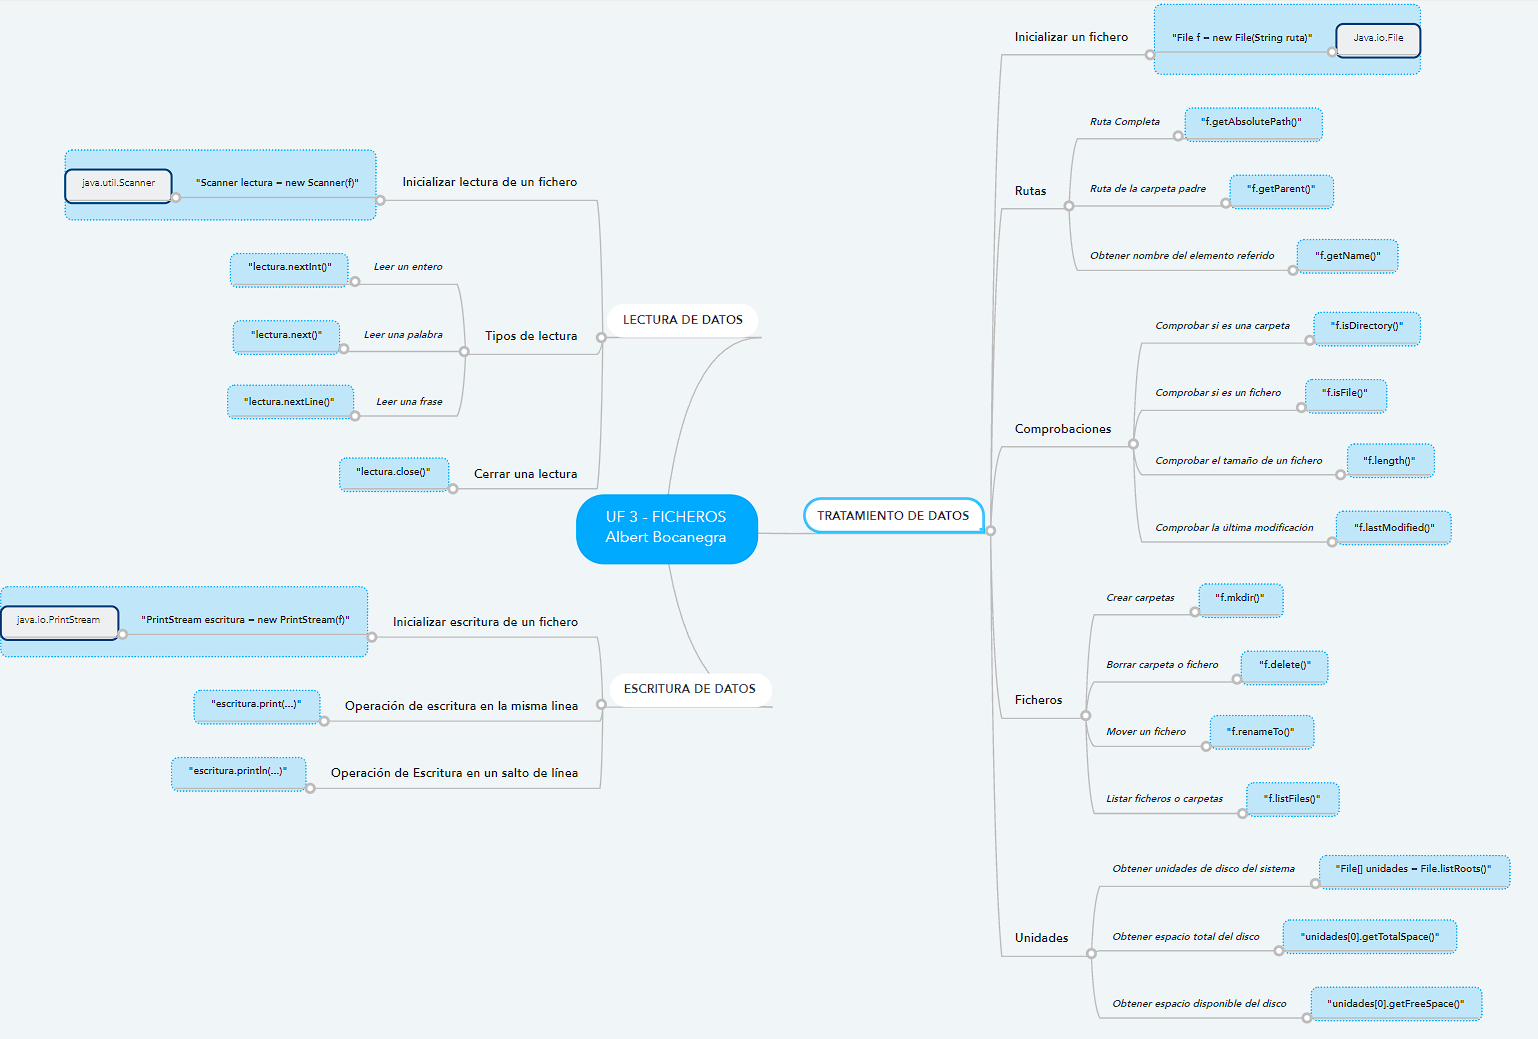 UF 3 - FICHEROS
Albert Bocanegra
LECTURA DE DATOS
Inicializar lectura de un fichero
"Scanner lectura = new Scanner(f)"
java.util.Scanner
Tipos de lectura
Leer un entero
"lectura.nextInt()"
Leer una palabra
"lectura.next()"
Leer una frase
"lectura.nextLine()"
Cerrar una lectura
"lectura.close()"
ESCRITURA DE DATOS
Inicializar escritura de un fichero
"PrintStream escritura = new PrintStream(f)"
java.io.PrintStream
Operación de escritura en la misma linea
"escritura.print(...)"
Operación de Escritura en un salto de línea
"escritura.println(...)"
TRATAMIENTO DE DATOS
Inicializar un fichero
"File f = new File(String ruta)"
Java.io.File
Rutas
Ruta Completa
"f.getAbsolutePath()"
Ruta de la carpeta padre
"f.getParent()"
Obtener nombre del elemento referido
"f.getName()"
Comprobaciones
Comprobar si es una carpeta
"f.isDirectory()"
Comprobar si es un fichero
"f.isFile()"
Comprobar el tamaño de un fichero
"f.length()"
Comprobar la última modificación
"f.lastModified()"
Ficheros
Crear carpetas
"f.mkdir()"
Borrar carpeta o fichero
"f.delete()"
Mover un fichero
"f.renameTo()"
Listar ficheros o carpetas
"f.listFiles()"
Unidades
Obtener unidades de disco del sistema
"File[] unidades = File.listRoots()"
Obtener espacio total del disco
"unidades[0].getTotalSpace()"
Obtener espacio disponible del disco
"unidades[0].getFreeSpace()"